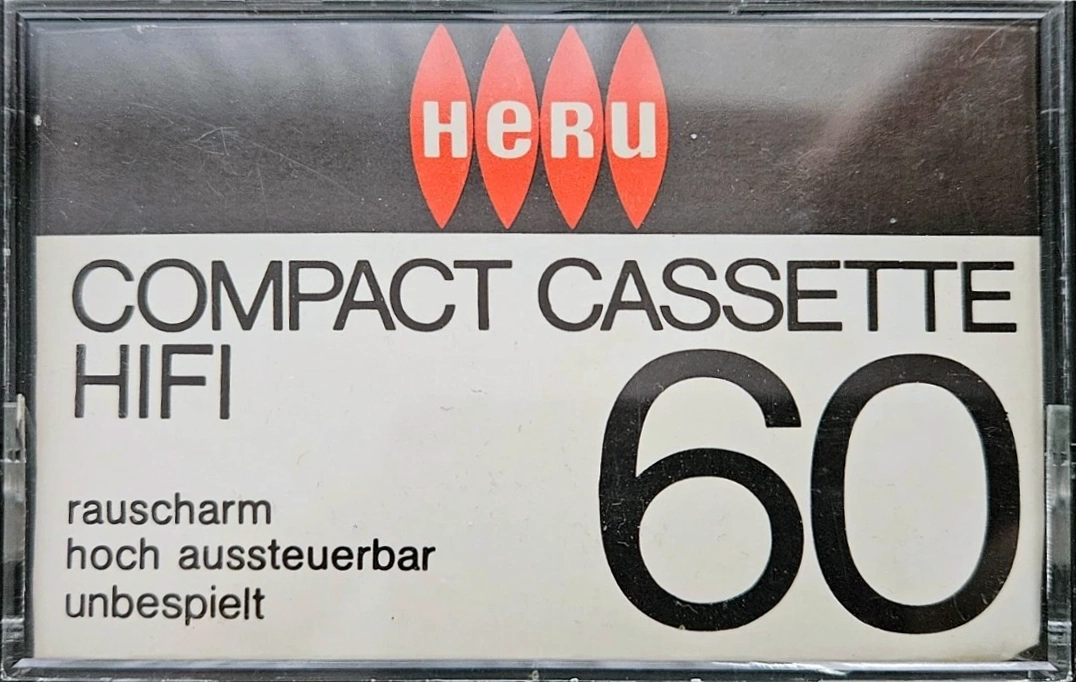 HeRu
COMPACT CASSETTE
HIFI
60
rauscharm
hoch aussteuerbar
unbespielt